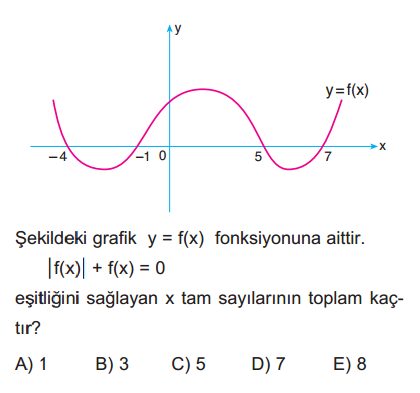 y
y=f(x)
x
−4
−1
0
5
7
Şekildeki grafik y = f(x) fonksiyonuna aittir.
|f(x)| + f(x) = 0
eşitliğini sağlayan x tam sayılarının toplam kaç-
tır?
A) 1 B) 3 C) 5 D) 7 E) 8